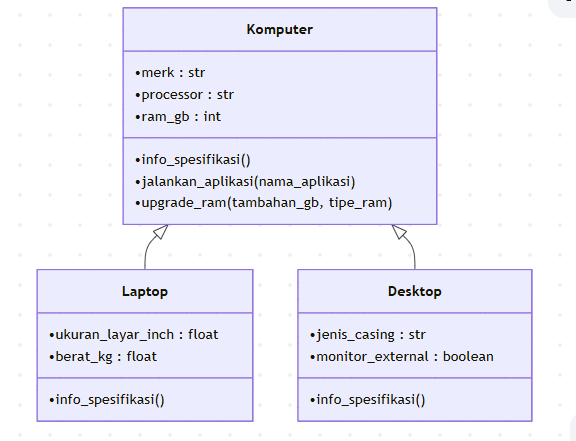 Komputer
•merk : str
•processor : str
•ram_gb : int
•info_spesifikasi()
•jalankan_aplikasi(nama_aplikasi)
•upgrade_ram(tambahan_gb, tipe_ram)
Laptop
•ukuran_layar_inch : float
•berat_kg : float
•info_spesifikasi()
Desktop
•jenis_casing : str
•monitor_external : boolean
•info_spesifikasi()